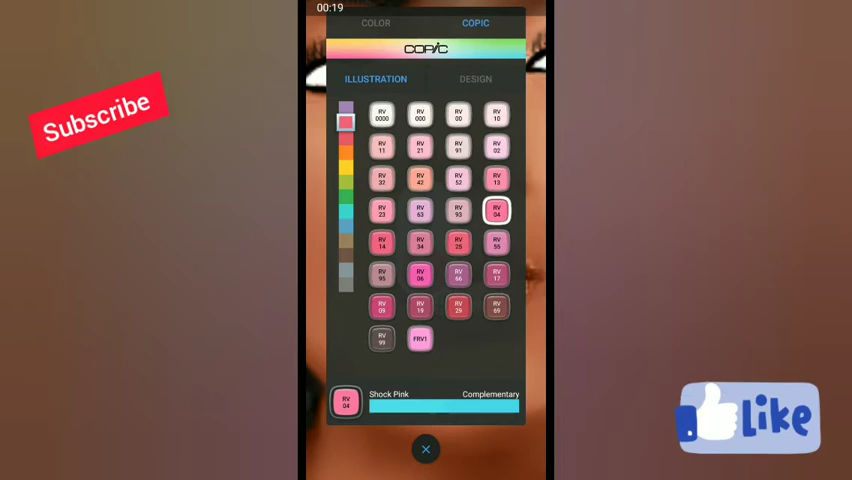 00:19
COLOR COPIC
COPIC
ILLUSTRATION DESIGN
Subscribe
RV 0000 RV 000 RV 00 RV 10
RV 11 RV 21 RV 91 RV 02
RV 32 RV 42 RV 52 RV 13
RV 23 RV 63 RV 93 RV 04
RV 14 RV 34 RV 25 RV 55
RV 95 RV 06 RV 66 RV 17
RV 09 RV 19 RV 29 RV 69
RV 99 FRV1
Shock Pink Complementary
RV 04
Like